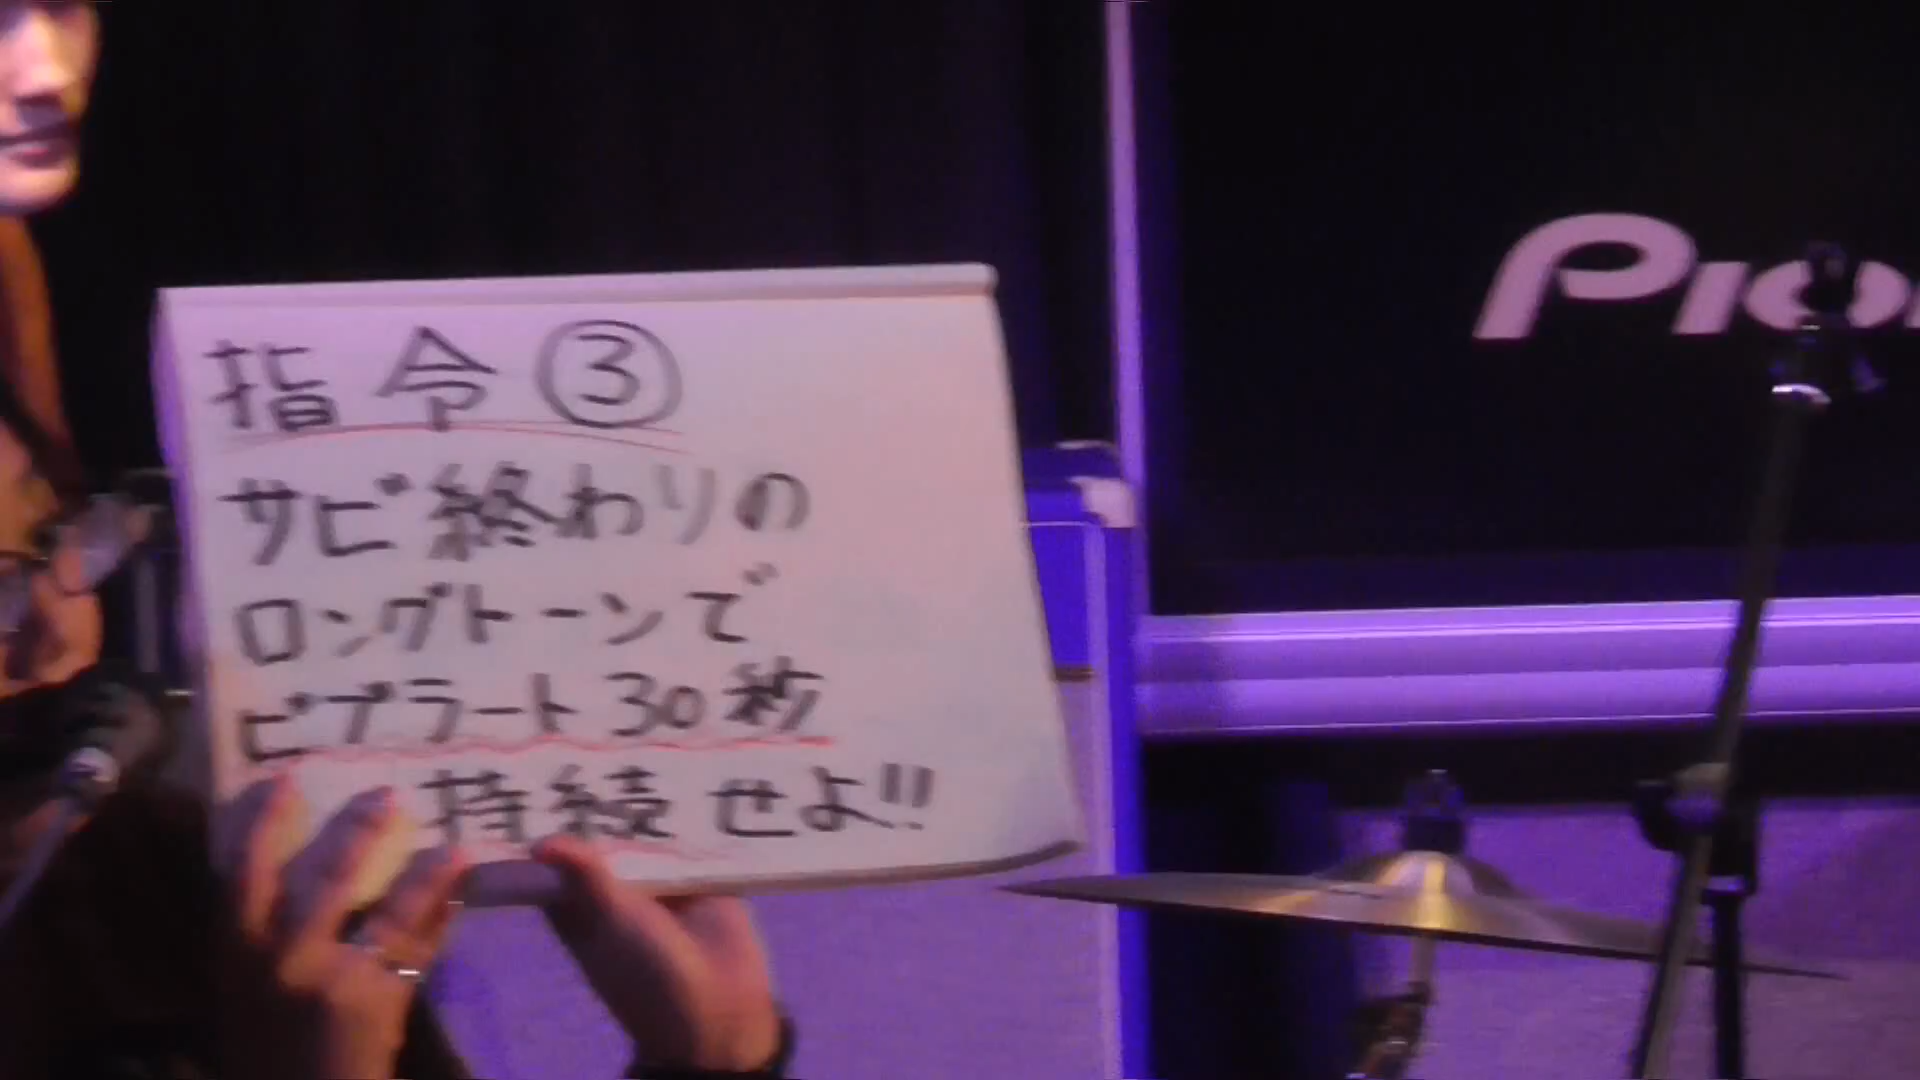 指令③
サビ終わりの
ロングトーンで
ビブラート30秒
持続せよ!!
PIO